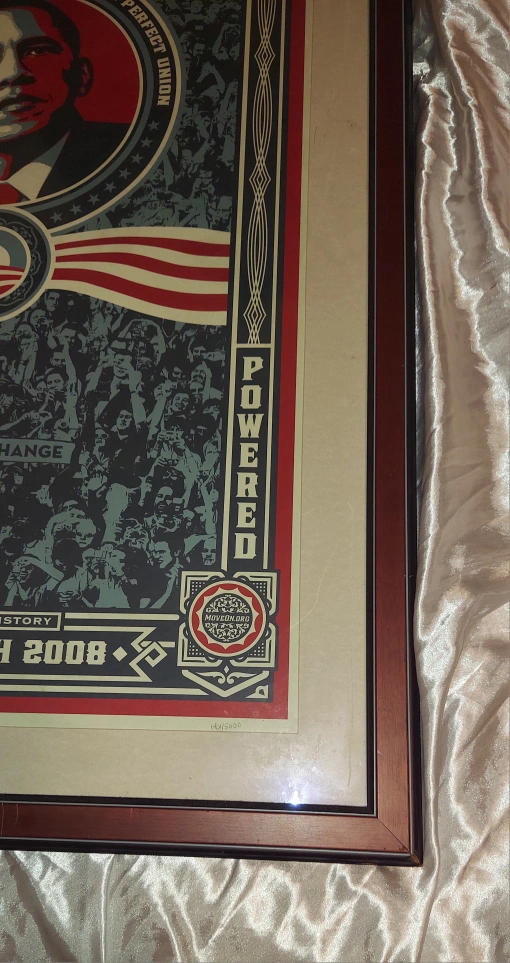 PERFECT UNION
POWERED
HANGE
MOVEON.ORG
ISTORY
H 2008